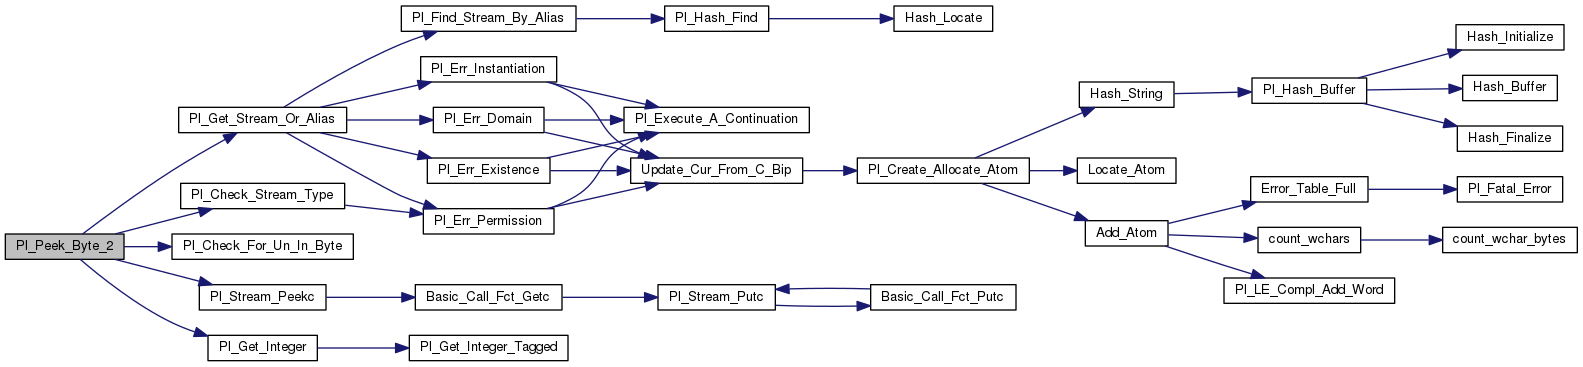 Pl_Peek_Byte_2
Pl_Get_Stream_Or_Alias
Pl_Check_Stream_Type
Pl_Check_For_Un_In_Byte
Pl_Stream_Peekc
Pl_Get_Integer
Pl_Find_Stream_By_Alias
Pl_Err_Instantiation
Pl_Err_Domain
Pl_Err_Existence
Pl_Err_Permission
Basic_Call_Fct_Getc
Pl_Get_Integer_Tagged
Pl_Hash_Find
Pl_Execute_A_Continuation
Update_Cur_From_C_Bip
Pl_Stream_Putc
Hash_Locate
Pl_Create_Allocate_Atom
Basic_Call_Fct_Putc
Hash_String
Locate_Atom
Add_Atom
Pl_Hash_Buffer
Error_Table_Full
count_wchars
Pl_LE_Compl_Add_Word
Hash_Initialize
Hash_Buffer
Hash_Finalize
Pl_Fatal_Error
count_wchar_bytes